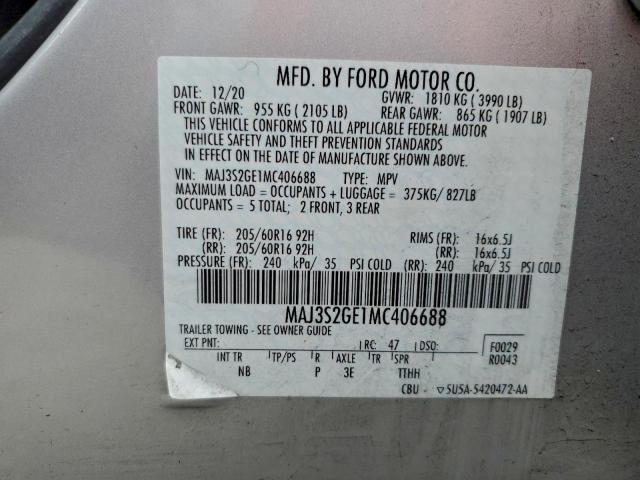 MFD. BY FORD MOTOR CO.
DATE: 12/20 GVWR: 1810 KG ( 3990 LB)
FRONT GAWR: 955 KG ( 2105 LB) REAR GAWR: 865 KG ( 1907 LB)
THIS VEHICLE CONFORMS TO ALL APPLICABLE FEDERAL MOTOR
VEHICLE SAFETY AND THEFT PREVENTION STANDARDS
IN EFFECT ON THE DATE OF MANUFACTURE SHOWN ABOVE.
VIN: MAJ3S2GE1MC406688 TYPE: MPV
MAXIMUM LOAD = OCCUPANTS + LUGGAGE = 375KG/ 827LB
OCCUPANTS = 5 TOTAL; 2 FRONT, 3 REAR
TIRE (FR): 205/60R16 92H RIMS (FR): 16x6.5J
(RR): 205/60R16 92H (RR): 16x6.5J
PRESSURE (FR): 240 kPa/ 35 PSI COLD (RR): 240 kPa/ 35 PSI COLD
MAJ3S2GE1MC406688
TRAILER TOWING - SEE OWNER GUIDE
EXT PNT: RC: 47 DSO: F0029
INT TR TP/PS R AXLE TR SPR R0043
NB P 3E TTHH
CBU - ▽SU5A-5420472-AA